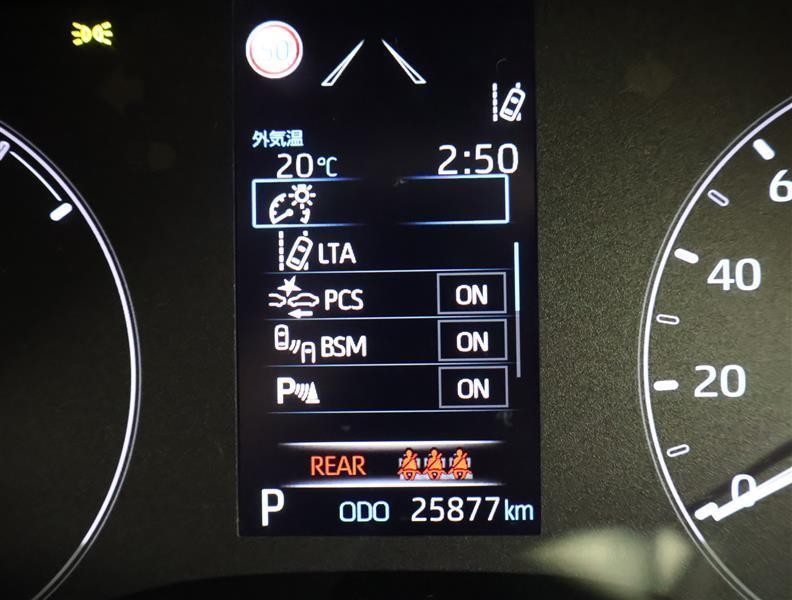 50
外気温
20℃ 2:50
LTA
PCS ON
BSM ON
P ON
REAR
P ODO 25877 km
6
40
20
0